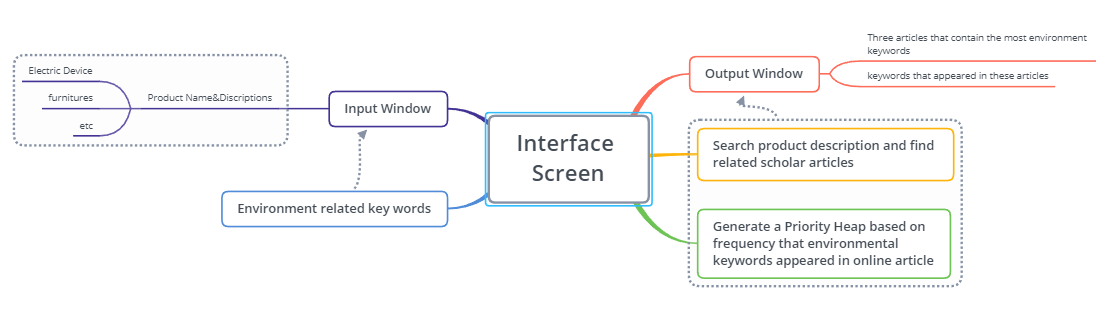 Electric Device
furnitures
etc
Product Name&Discriptions
Input Window
Environment related key words
Interface
Screen
Output Window
Three articles that contain the most environment
keywords
keywords that appeared in these articles
Search product description and find
related scholar articles
Generate a Priority Heap based on
frequency that environmental
keywords appeared in online article